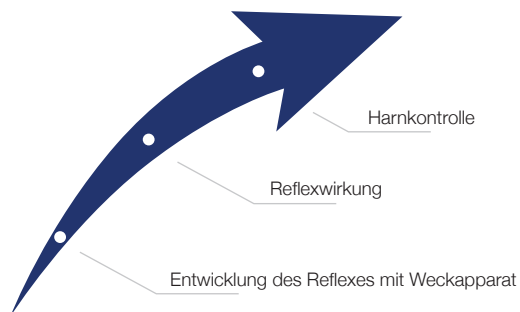 Harnkontrolle
Reflexwirkung
Entwicklung des Reflexes mit Weckapparat